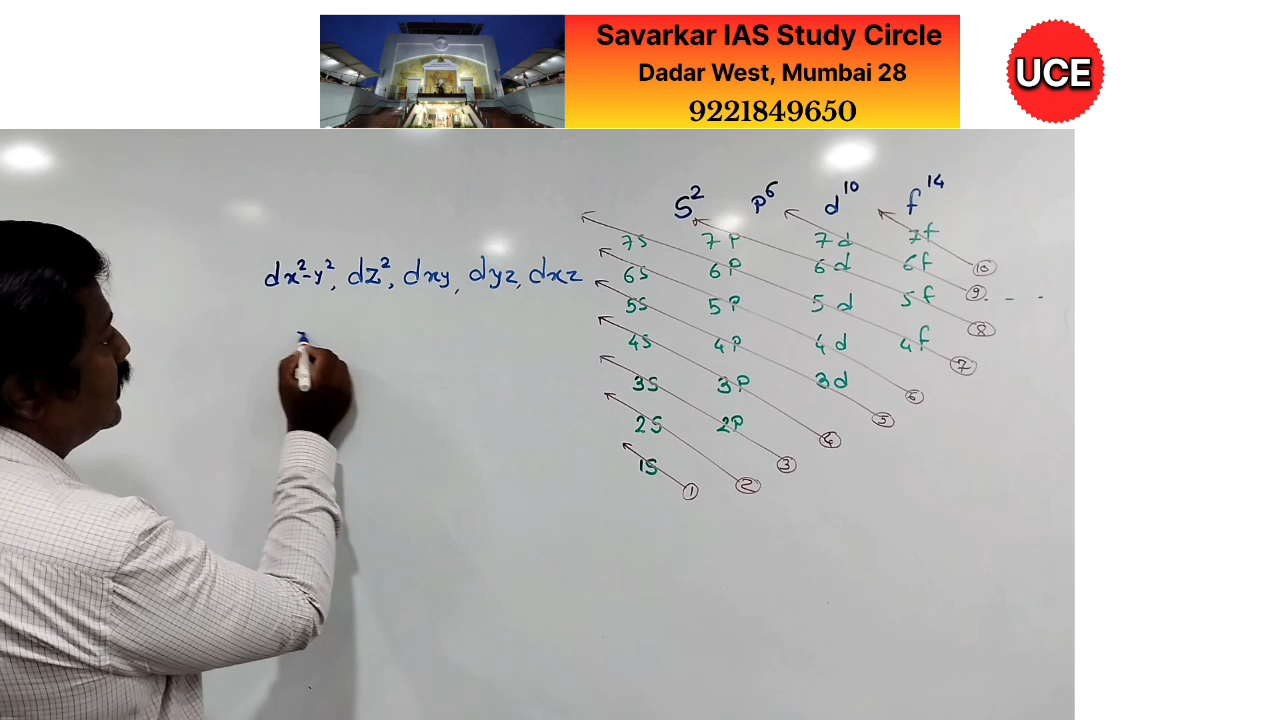 Savarkar IAS Study Circle
Dadar West, Mumbai 28
9221849650
UCE
dx²-y², dz², dxy, dyz, dxz
S² P⁶ d¹⁰ f¹⁴
7S 7P 7d 7f
6S 6P 6d 6f
5S 5P 5d 5f
4S 4P 4d 4f
3S 3P 3d
2S 2P
1S
① ② ③ ④ ⑤ ⑥ ⑦ ⑧ ⑨ ⑩